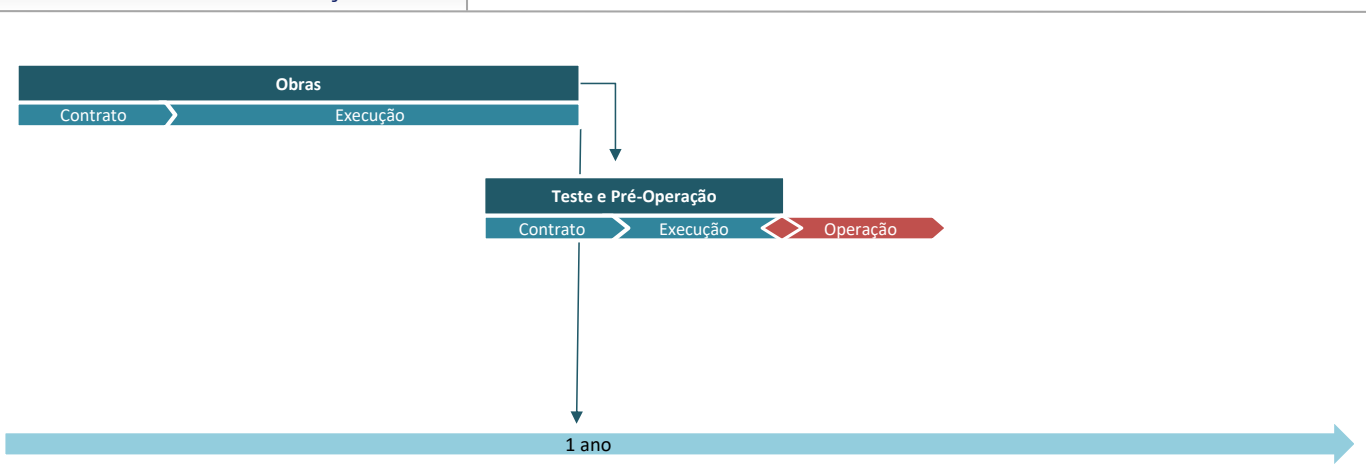 Obras
Contrato
Execução
Teste e Pré-Operação
Contrato
Execução
Operação
1 ano